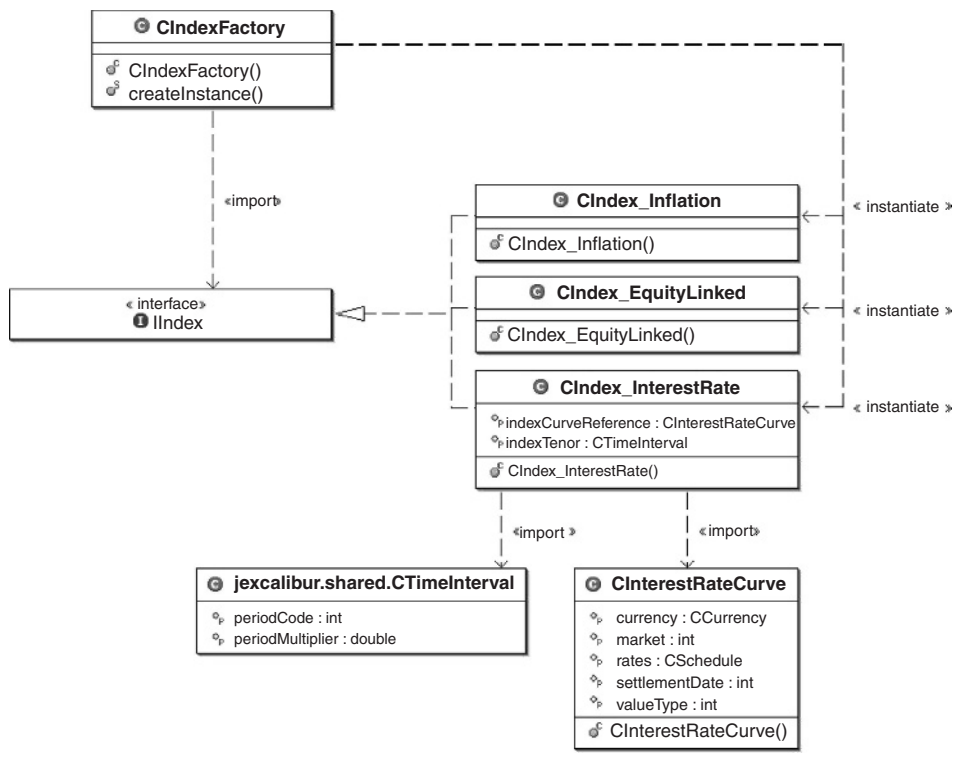 CIndexFactory
CIndexFactory()
createInstance()
«import»
«interface»
IIndex
CIndex_Inflation
CIndex_Inflation()
« instantiate »
CIndex_EquityLinked
CIndex_EquityLinked()
« instantiate »
CIndex_InterestRate
indexCurveReference : CInterestRateCurve
indexTenor : CTimeInterval
CIndex_InterestRate()
« instantiate »
«import »
«import»
jexcalibur.shared.CTimeInterval
periodCode : int
periodMultiplier : double
CInterestRateCurve
currency : CCurrency
market : int
rates : CSchedule
settlementDate : int
valueType : int
CInterestRateCurve()